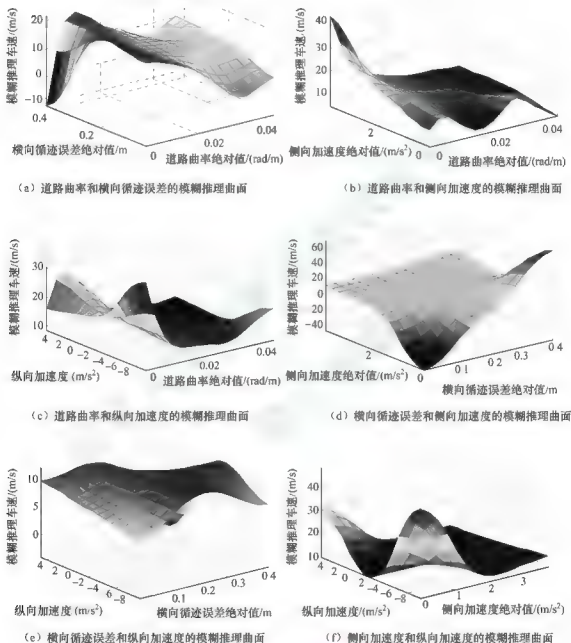 模糊推理车速/(m/s)
20
10
0
-10
0.4
0.2
0
0
0.02
0.04
横向循迹误差绝对值/m
道路曲率绝对值/(rad/m)
(a) 道路曲率和横向循迹误差的模糊推理曲面
模糊推理车速/(m/s)
40
30
20
10
2
0
0
0.02
0.04
侧向加速度绝对值/(m/s²)
道路曲率绝对值/(rad/m)
(b) 道路曲率和侧向加速度的模糊推理曲面
模糊推理车速/(m/s)
30
20
10
4 2 0 -2 -4 -6 -8
0
0.02
0.04
纵向加速度 (m/s²)
道路曲率绝对值/(rad/m)
(c) 道路曲率和纵向加速度的模糊推理曲面
模糊推理车速/(m/s)
60
40
20
0
-20
-40
2
0
0 1
0.2
0.3
0 4
侧向加速度绝对值/(m/s²)
横向循迹误差绝对值/m
(d) 横向循迹误差和侧向加速度的模糊推理曲面
模糊推理车速/(m/s)
10
5
0
4 2 0 -2 -4 -6 -8
0.1
0.2
0.3
0 4
纵向加速度 (m/s²)
横向循迹误差绝对值/m
(e) 横向循迹误差和纵向加速度的模糊推理曲面
模糊推理车速/(m/s)
40
30
20
10
4 2 0 2 -4 -6 -8
0
1
2
3
纵向加速度/(m/s²)
侧向加速度绝对值/(m/s²)
(f) 侧向加速度和纵向加速度的模糊推理曲面